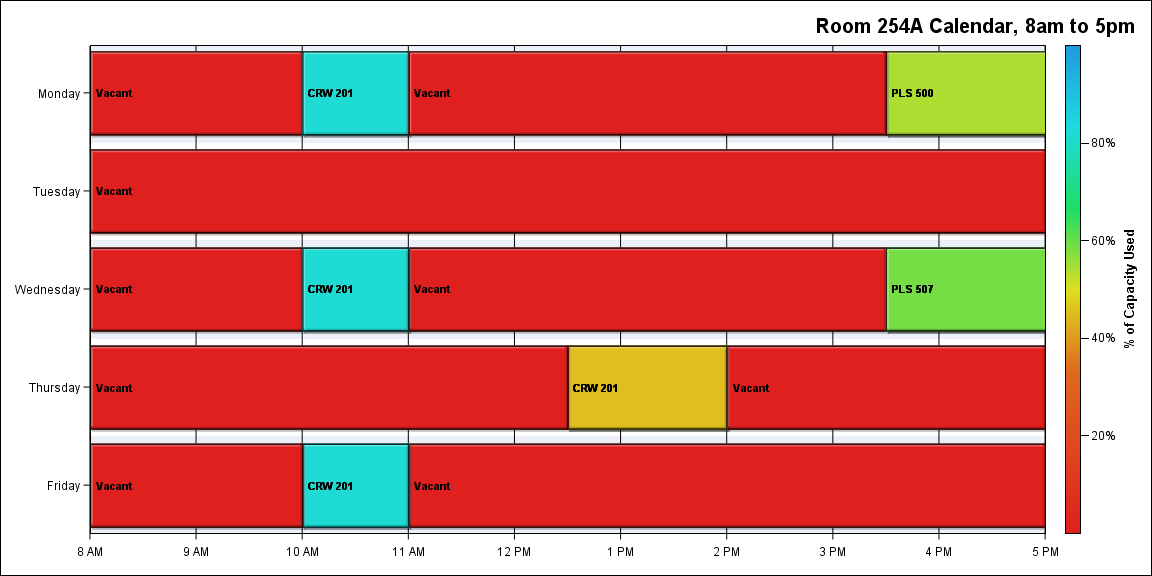 Room 254A Calendar, 8am to 5pm
Monday
Vacant
CRW 201
Vacant
PLS 500
Tuesday
Vacant
Wednesday
Vacant
CRW 201
Vacant
PLS 507
Thursday
Vacant
CRW 201
Vacant
Friday
Vacant
CRW 201
Vacant
8 AM
9 AM
10 AM
11 AM
12 PM
1 PM
2 PM
3 PM
4 PM
5 PM
80%
60%
40%
20%
% of Capacity Used